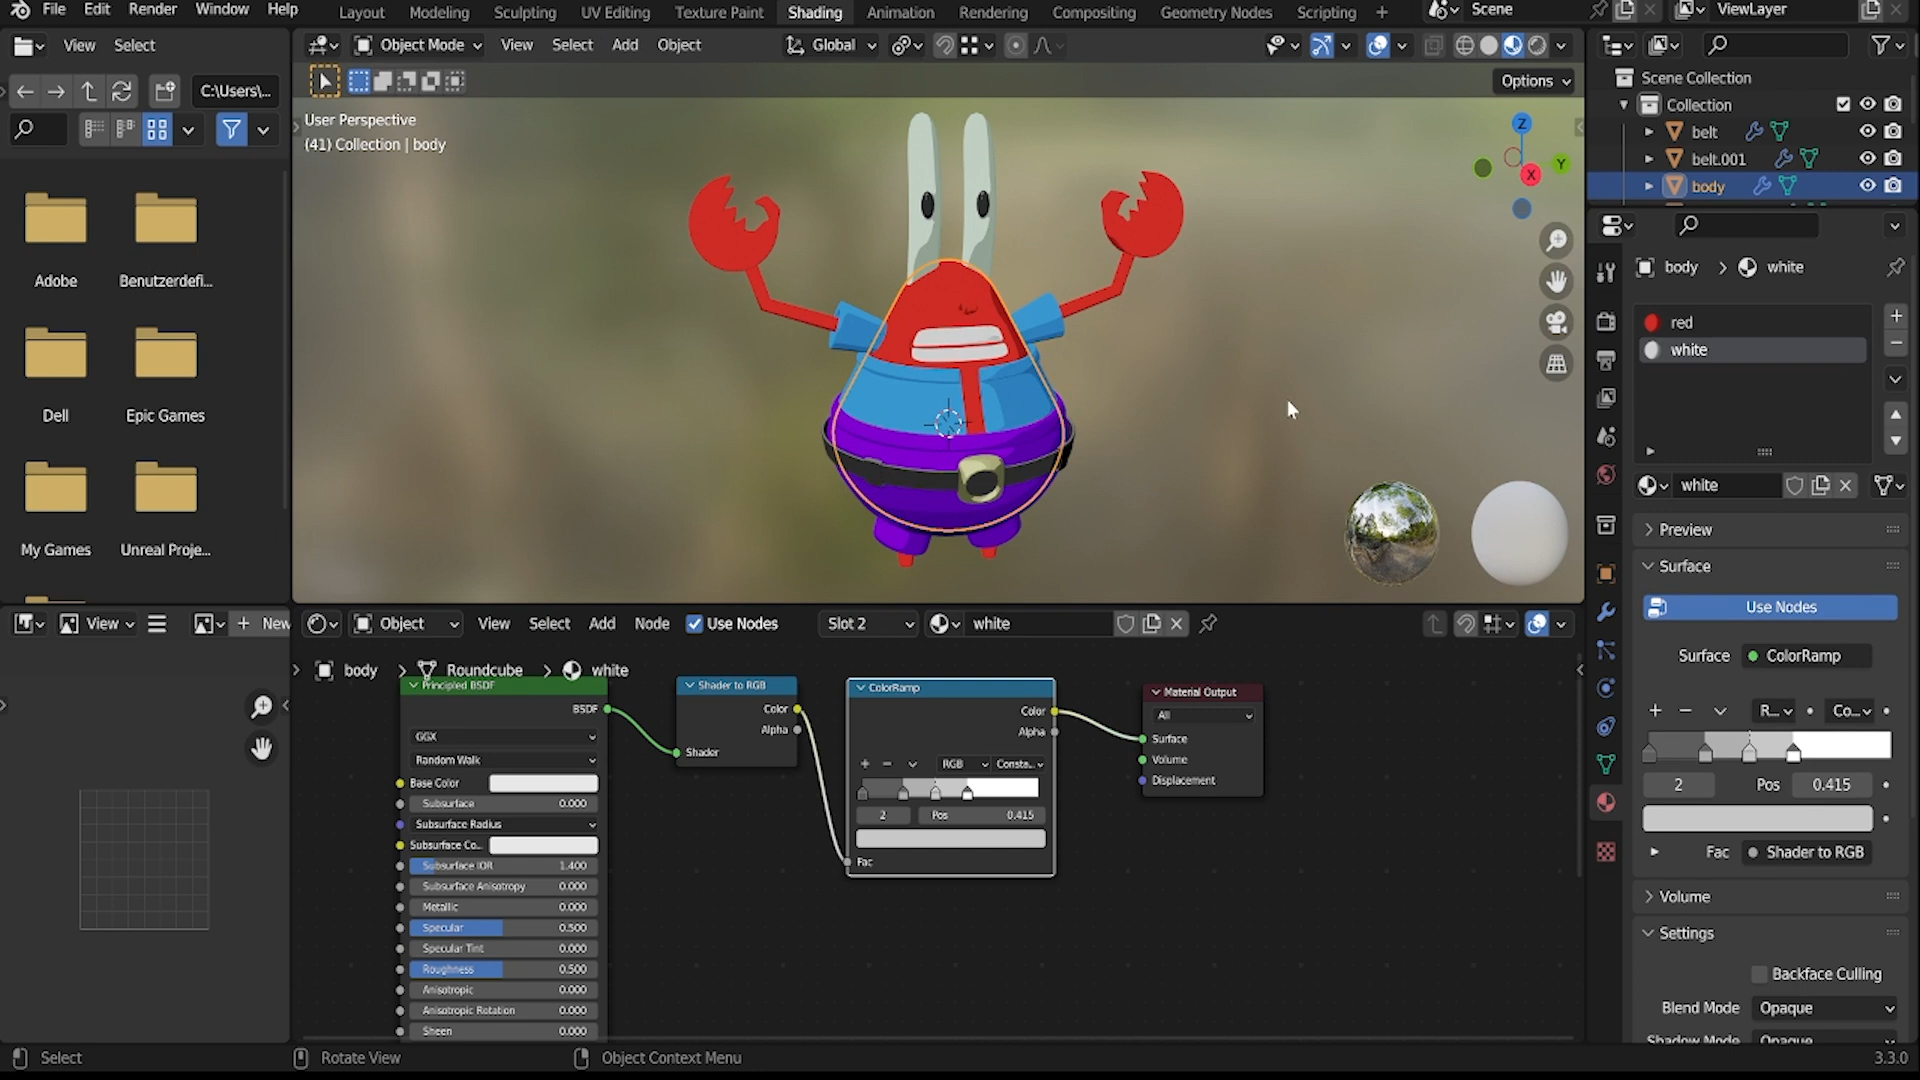 File Edit Render Window Help
Layout Modeling Sculpting UV Editing Texture Paint Shading Animation Rendering Compositing Geometry Nodes Scripting +
Scene
ViewLayer
View Select
Object Mode View Select Add Object
Global
C:\Users\...
Options
User Perspective
(41) Collection | body
Z
Y
X
Adobe
Benutzerdefi...
Dell
Epic Games
My Games
Unreal Proje...
Scene Collection
Collection
belt
belt.001
body
body > white
red
white
white
Preview
Surface
Use Nodes
Surface ColorRamp
R... Co...
2 Pos 0.415
Fac Shader to RGB
Volume
Settings
Backface Culling
Blend Mode Opaque
Shadow Mode Opaque
View
+ New
Object View Select Add Node Use Nodes
Slot 2
white
body > Roundcube > white
Principled BSDF
BSDF
GGX
Random Walk
Base Color
Subsurface 0.000
Subsurface Radius
Subsurface Co...
Subsurface IOR 1.400
Subsurface Anisotropy 0.000
Metallic 0.000
Specular 0.500
Specular Tint 0.000
Roughness 0.500
Anisotropic 0.000
Anisotropic Rotation 0.000
Sheen 0.000
Shader to RGB
Color
Alpha
Shader
ColorRamp
Color
Alpha
RGB Consta...
2 Pos 0.415
Fac
Material Output
All
Surface
Volume
Displacement
Select
Rotate View
Object Context Menu
3.3.0